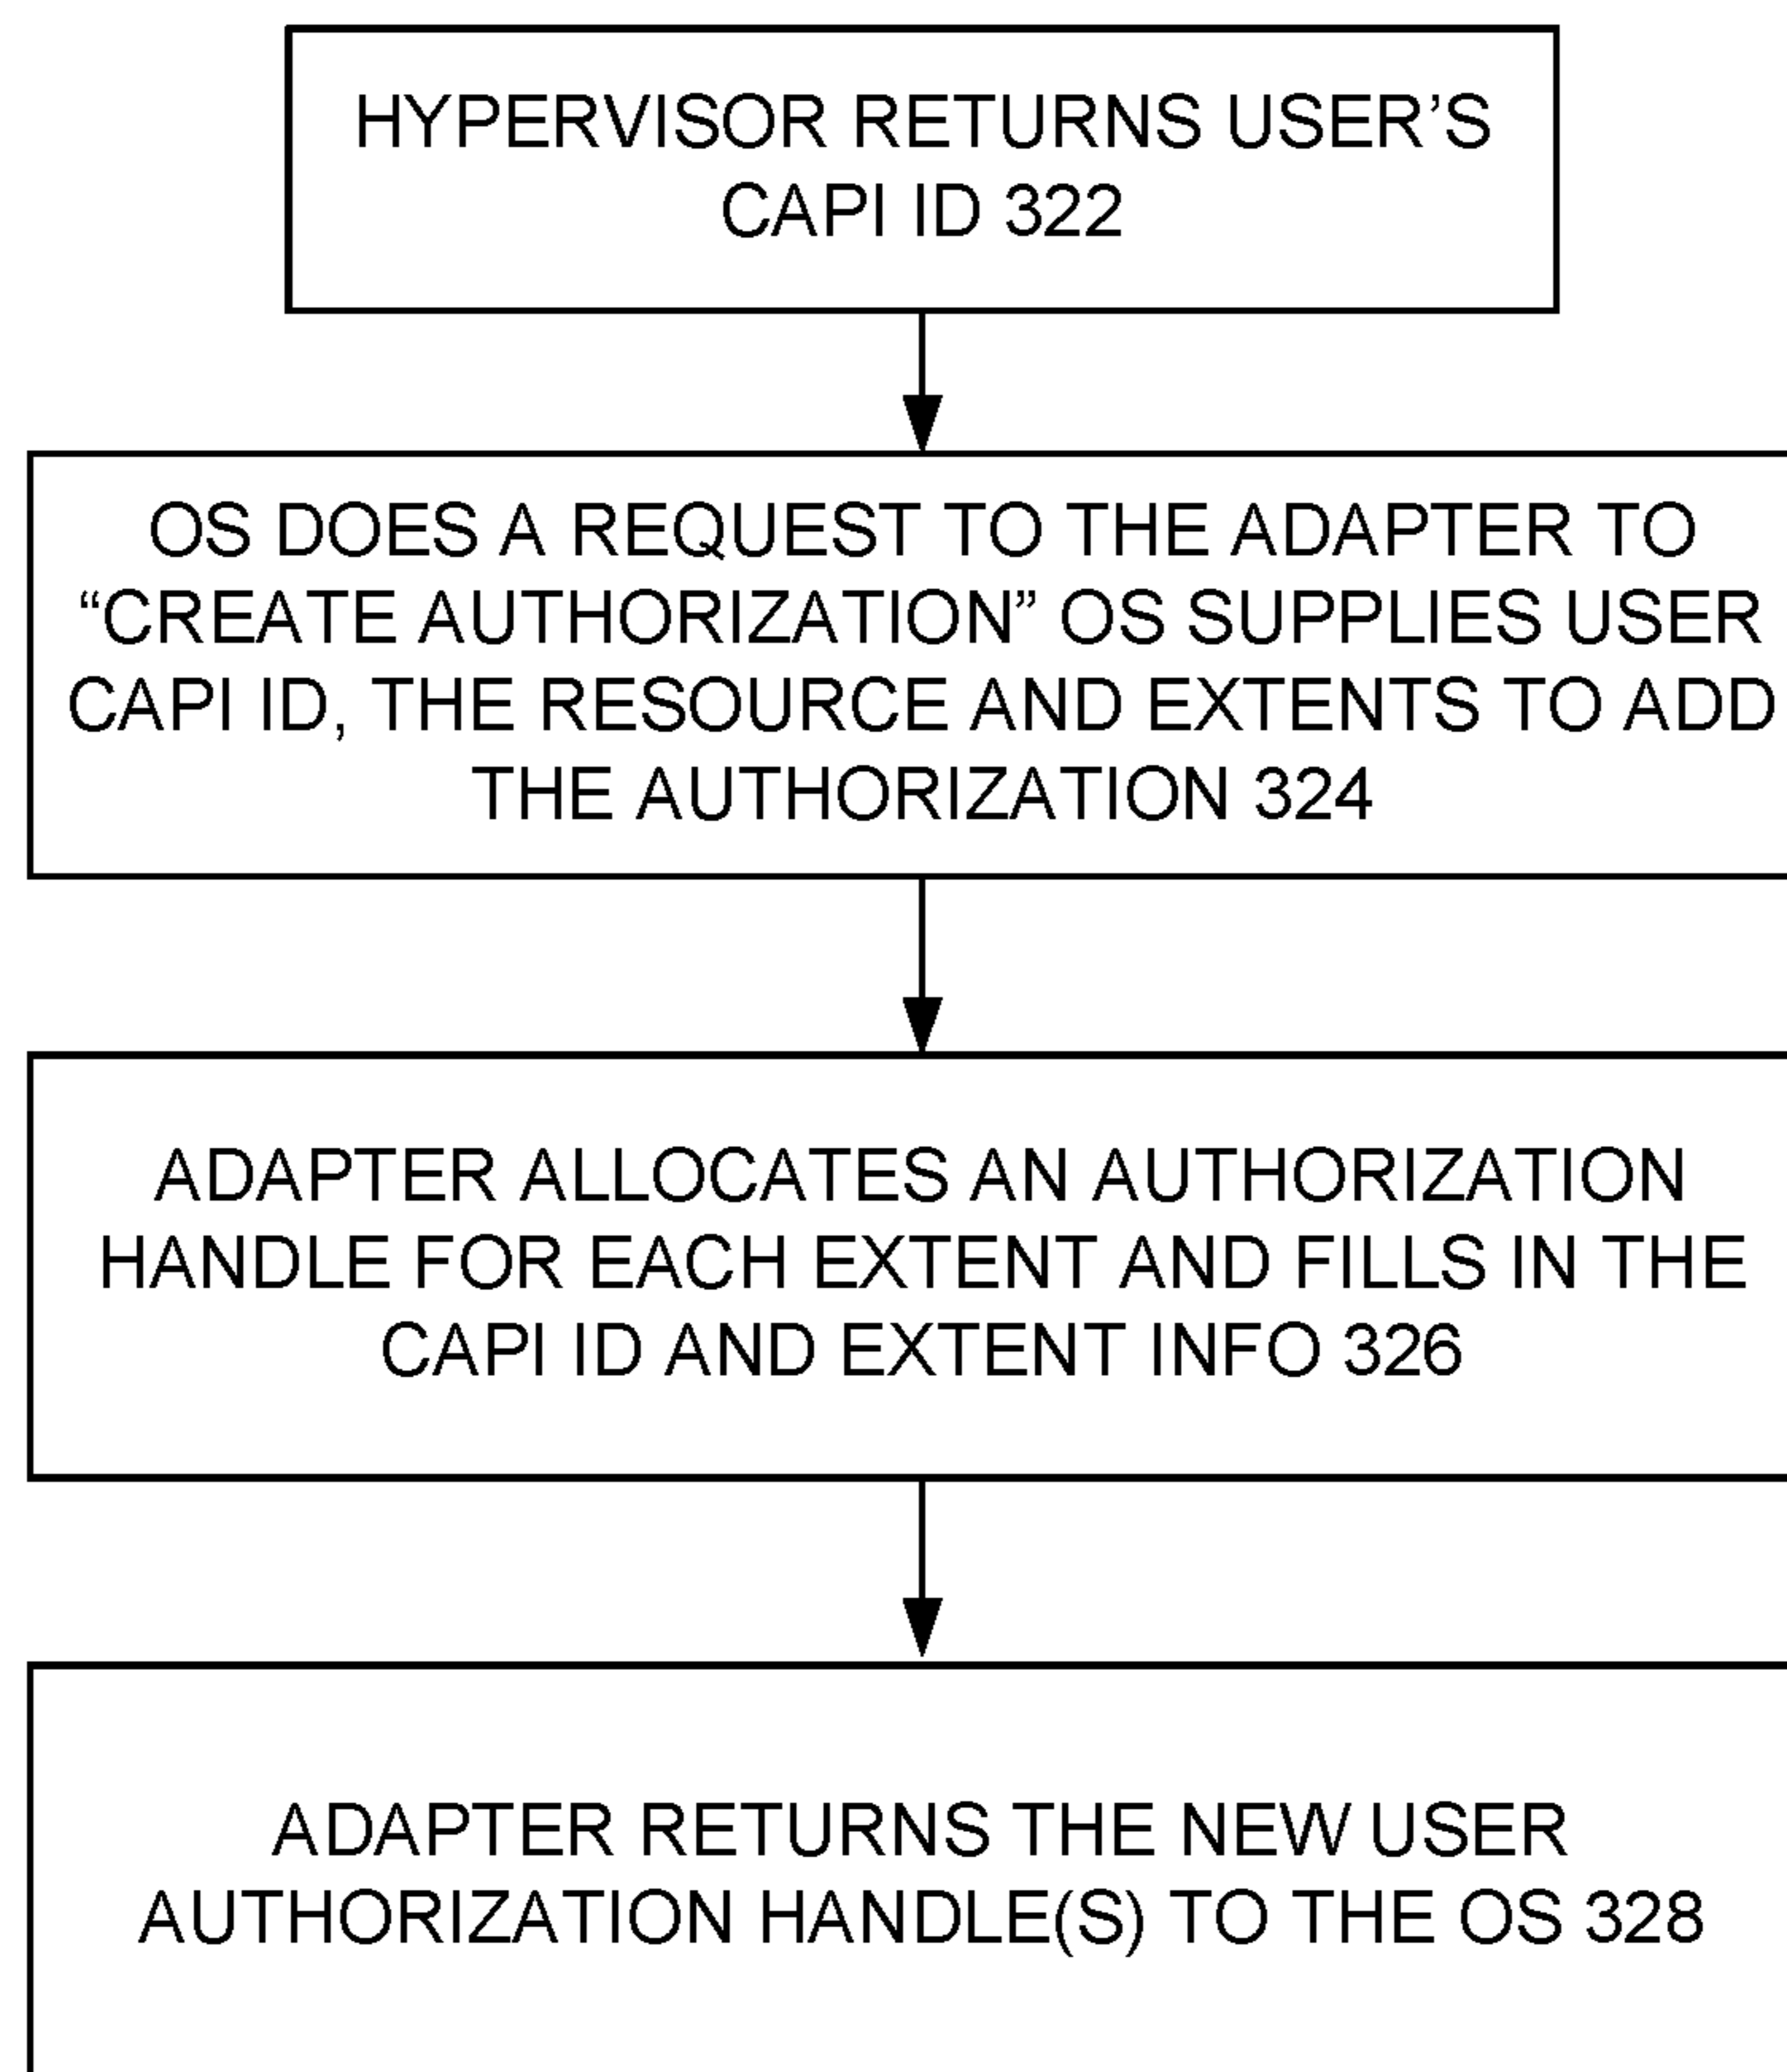 HYPERVISOR RETURNS USER’S
CAPI ID 322
OS DOES A REQUEST TO THE ADAPTER TO
“CREATE AUTHORIZATION” OS SUPPLIES USER
CAPI ID, THE RESOURCE AND EXTENTS TO ADD
THE AUTHORIZATION 324
ADAPTER ALLOCATES AN AUTHORIZATION
HANDLE FOR EACH EXTENT AND FILLS IN THE
CAPI ID AND EXTENT INFO 326
ADAPTER RETURNS THE NEW USER
AUTHORIZATION HANDLE(S) TO THE OS 328